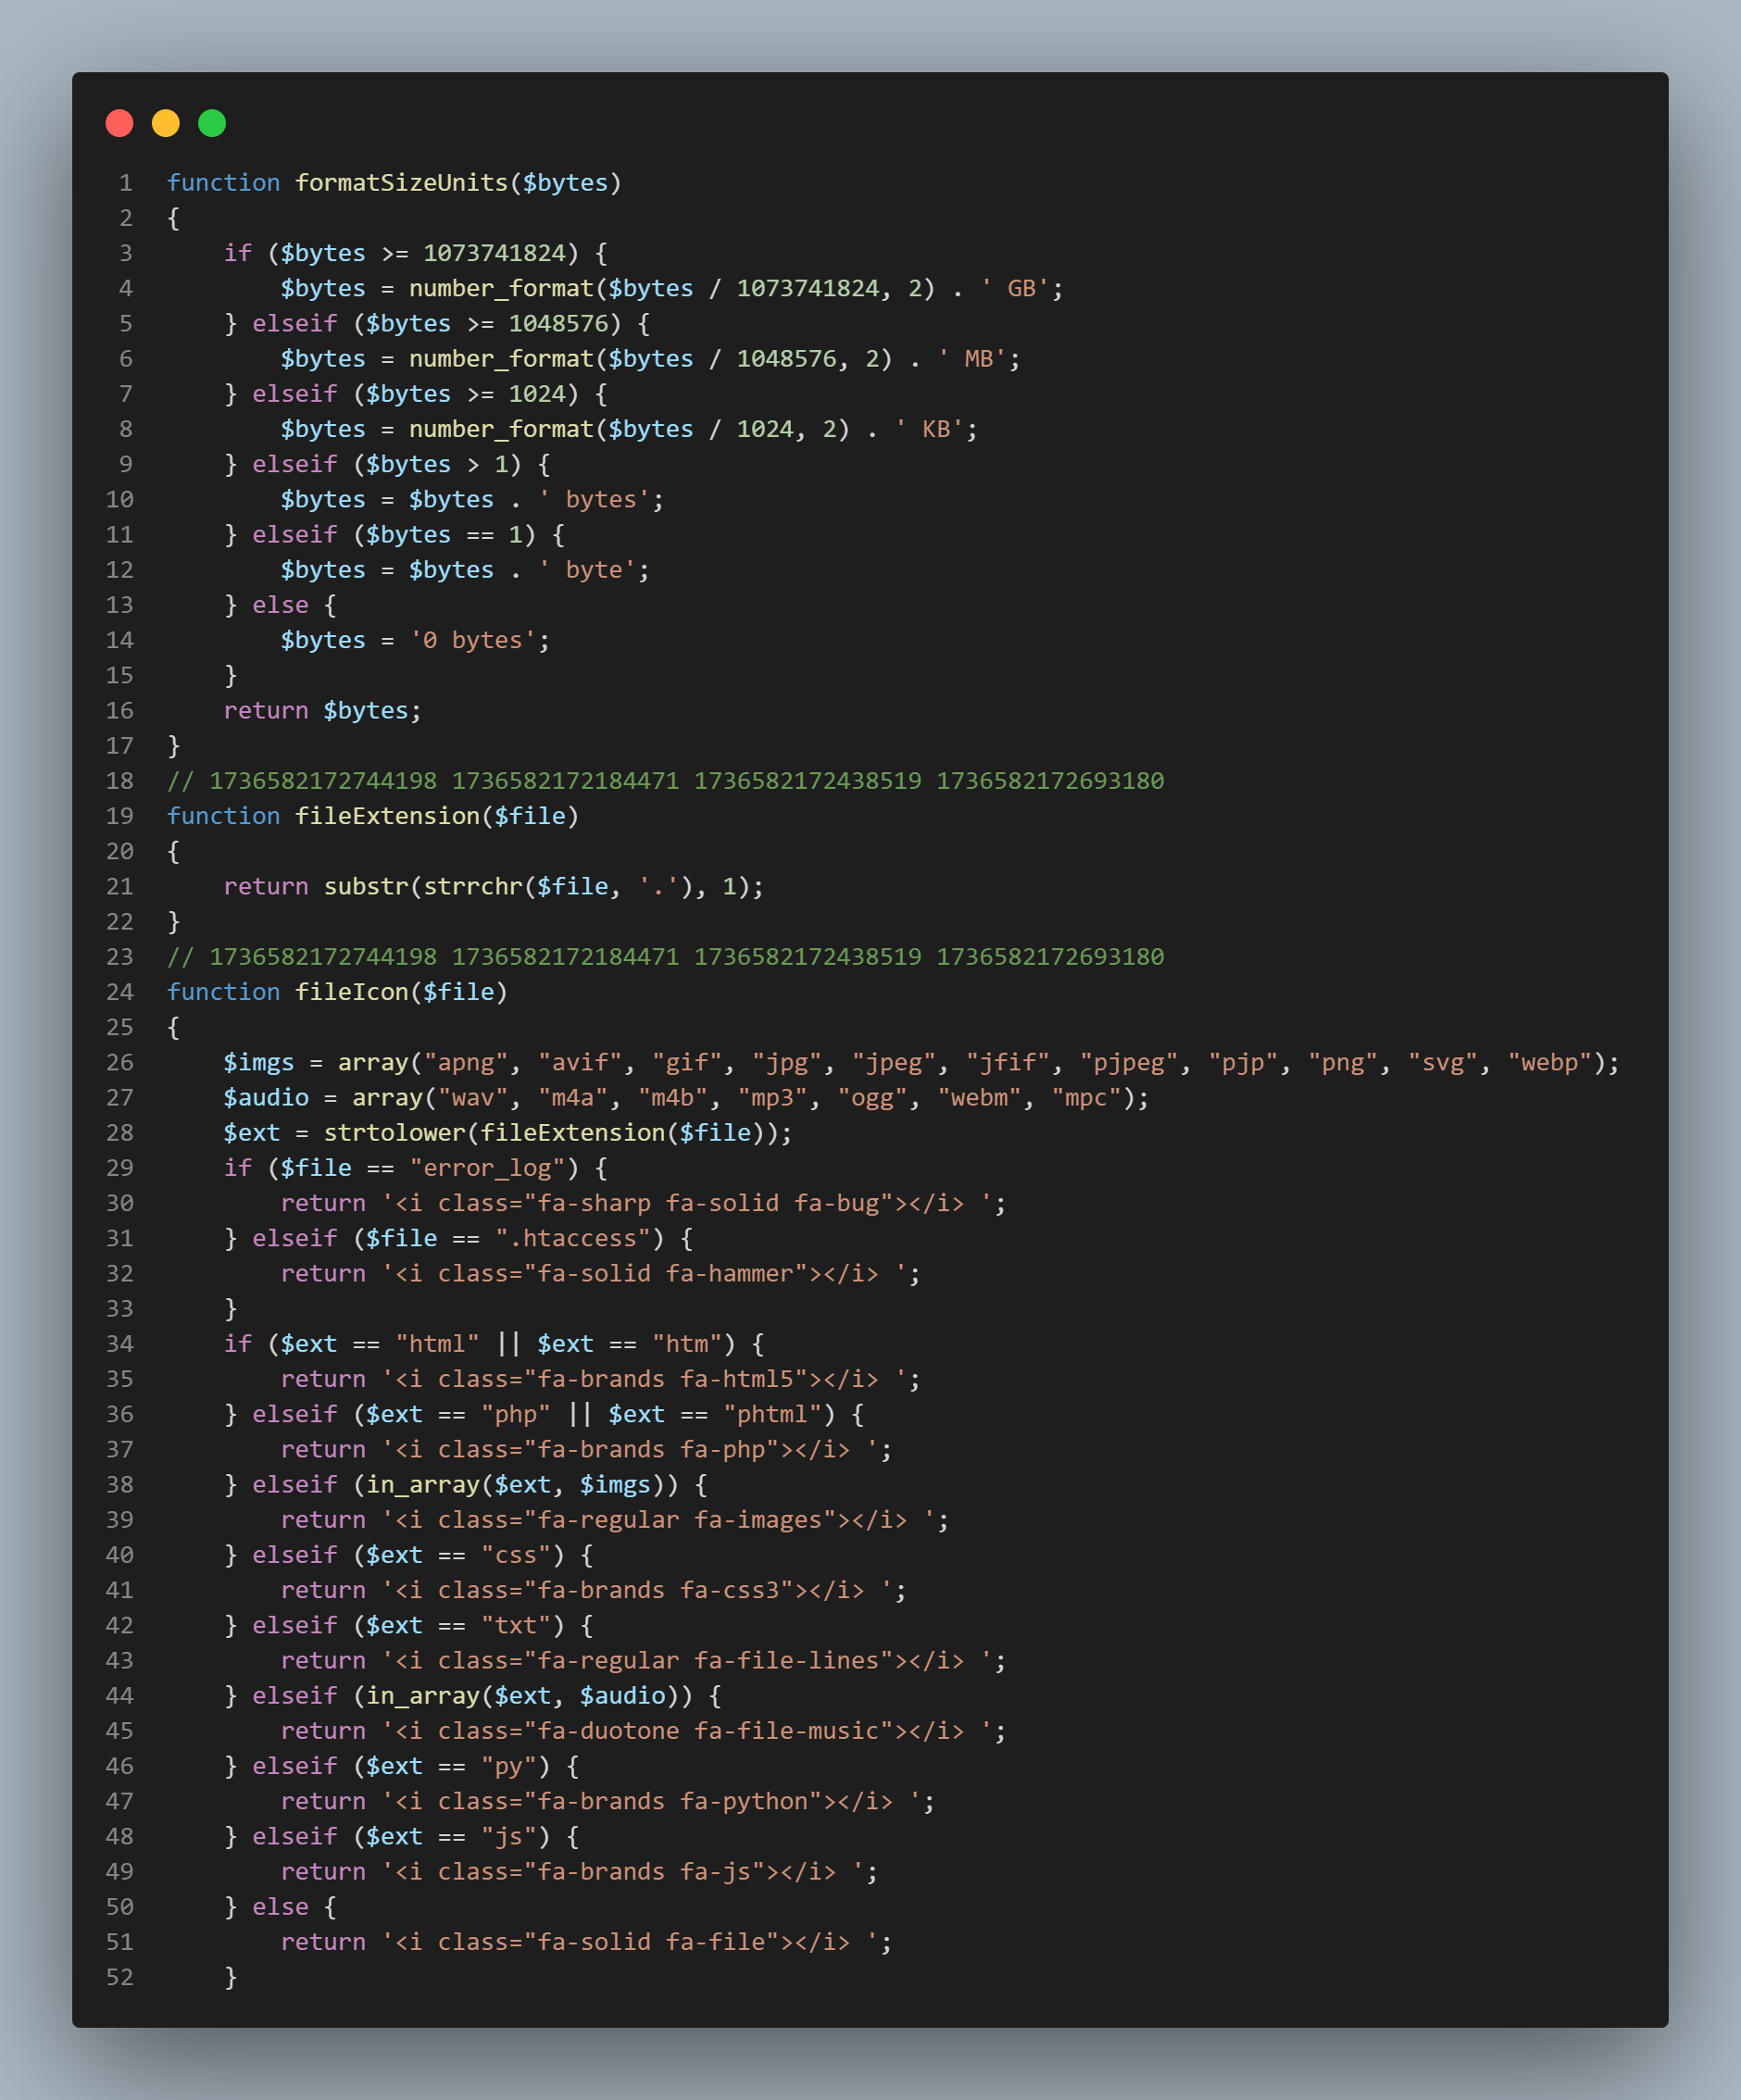 1 function formatSizeUnits($bytes)
2 {
3     if ($bytes >= 1073741824) {
4         $bytes = number_format($bytes / 1073741824, 2) . ' GB';
5     } elseif ($bytes >= 1048576) {
6         $bytes = number_format($bytes / 1048576, 2) . ' MB';
7     } elseif ($bytes >= 1024) {
8         $bytes = number_format($bytes / 1024, 2) . ' KB';
9     } elseif ($bytes > 1) {
10         $bytes = $bytes . ' bytes';
11     } elseif ($bytes == 1) {
12         $bytes = $bytes . ' byte';
13     } else {
14         $bytes = '0 bytes';
15     }
16     return $bytes;
17 }
18 // 1736582172744198 1736582172184471 1736582172438519 1736582172693180
19 function fileExtension($file)
20 {
21     return substr(strrchr($file, '.'), 1);
22 }
23 // 1736582172744198 1736582172184471 1736582172438519 1736582172693180
24 function fileIcon($file)
25 {
26     $imgs = array("apng", "avif", "gif", "jpg", "jpeg", "jfif", "pjpeg", "pjp", "png", "svg", "webp");
27     $audio = array("wav", "m4a", "m4b", "mp3", "ogg", "webm", "mpc");
28     $ext = strtolower(fileExtension($file));
29     if ($file == "error_log") {
30         return '<i class="fa-sharp fa-solid fa-bug"></i> ';
31     } elseif ($file == ".htaccess") {
32         return '<i class="fa-solid fa-hammer"></i> ';
33     }
34     if ($ext == "html" || $ext == "htm") {
35         return '<i class="fa-brands fa-html5"></i> ';
36     } elseif ($ext == "php" || $ext == "phtml") {
37         return '<i class="fa-brands fa-php"></i> ';
38     } elseif (in_array($ext, $imgs)) {
39         return '<i class="fa-regular fa-images"></i> ';
40     } elseif ($ext == "css") {
41         return '<i class="fa-brands fa-css3"></i> ';
42     } elseif ($ext == "txt") {
43         return '<i class="fa-regular fa-file-lines"></i> ';
44     } elseif (in_array($ext, $audio)) {
45         return '<i class="fa-duotone fa-file-music"></i> ';
46     } elseif ($ext == "py") {
47         return '<i class="fa-brands fa-python"></i> ';
48     } elseif ($ext == "js") {
49         return '<i class="fa-brands fa-js"></i> ';
50     } else {
51         return '<i class="fa-solid fa-file"></i> ';
52     }